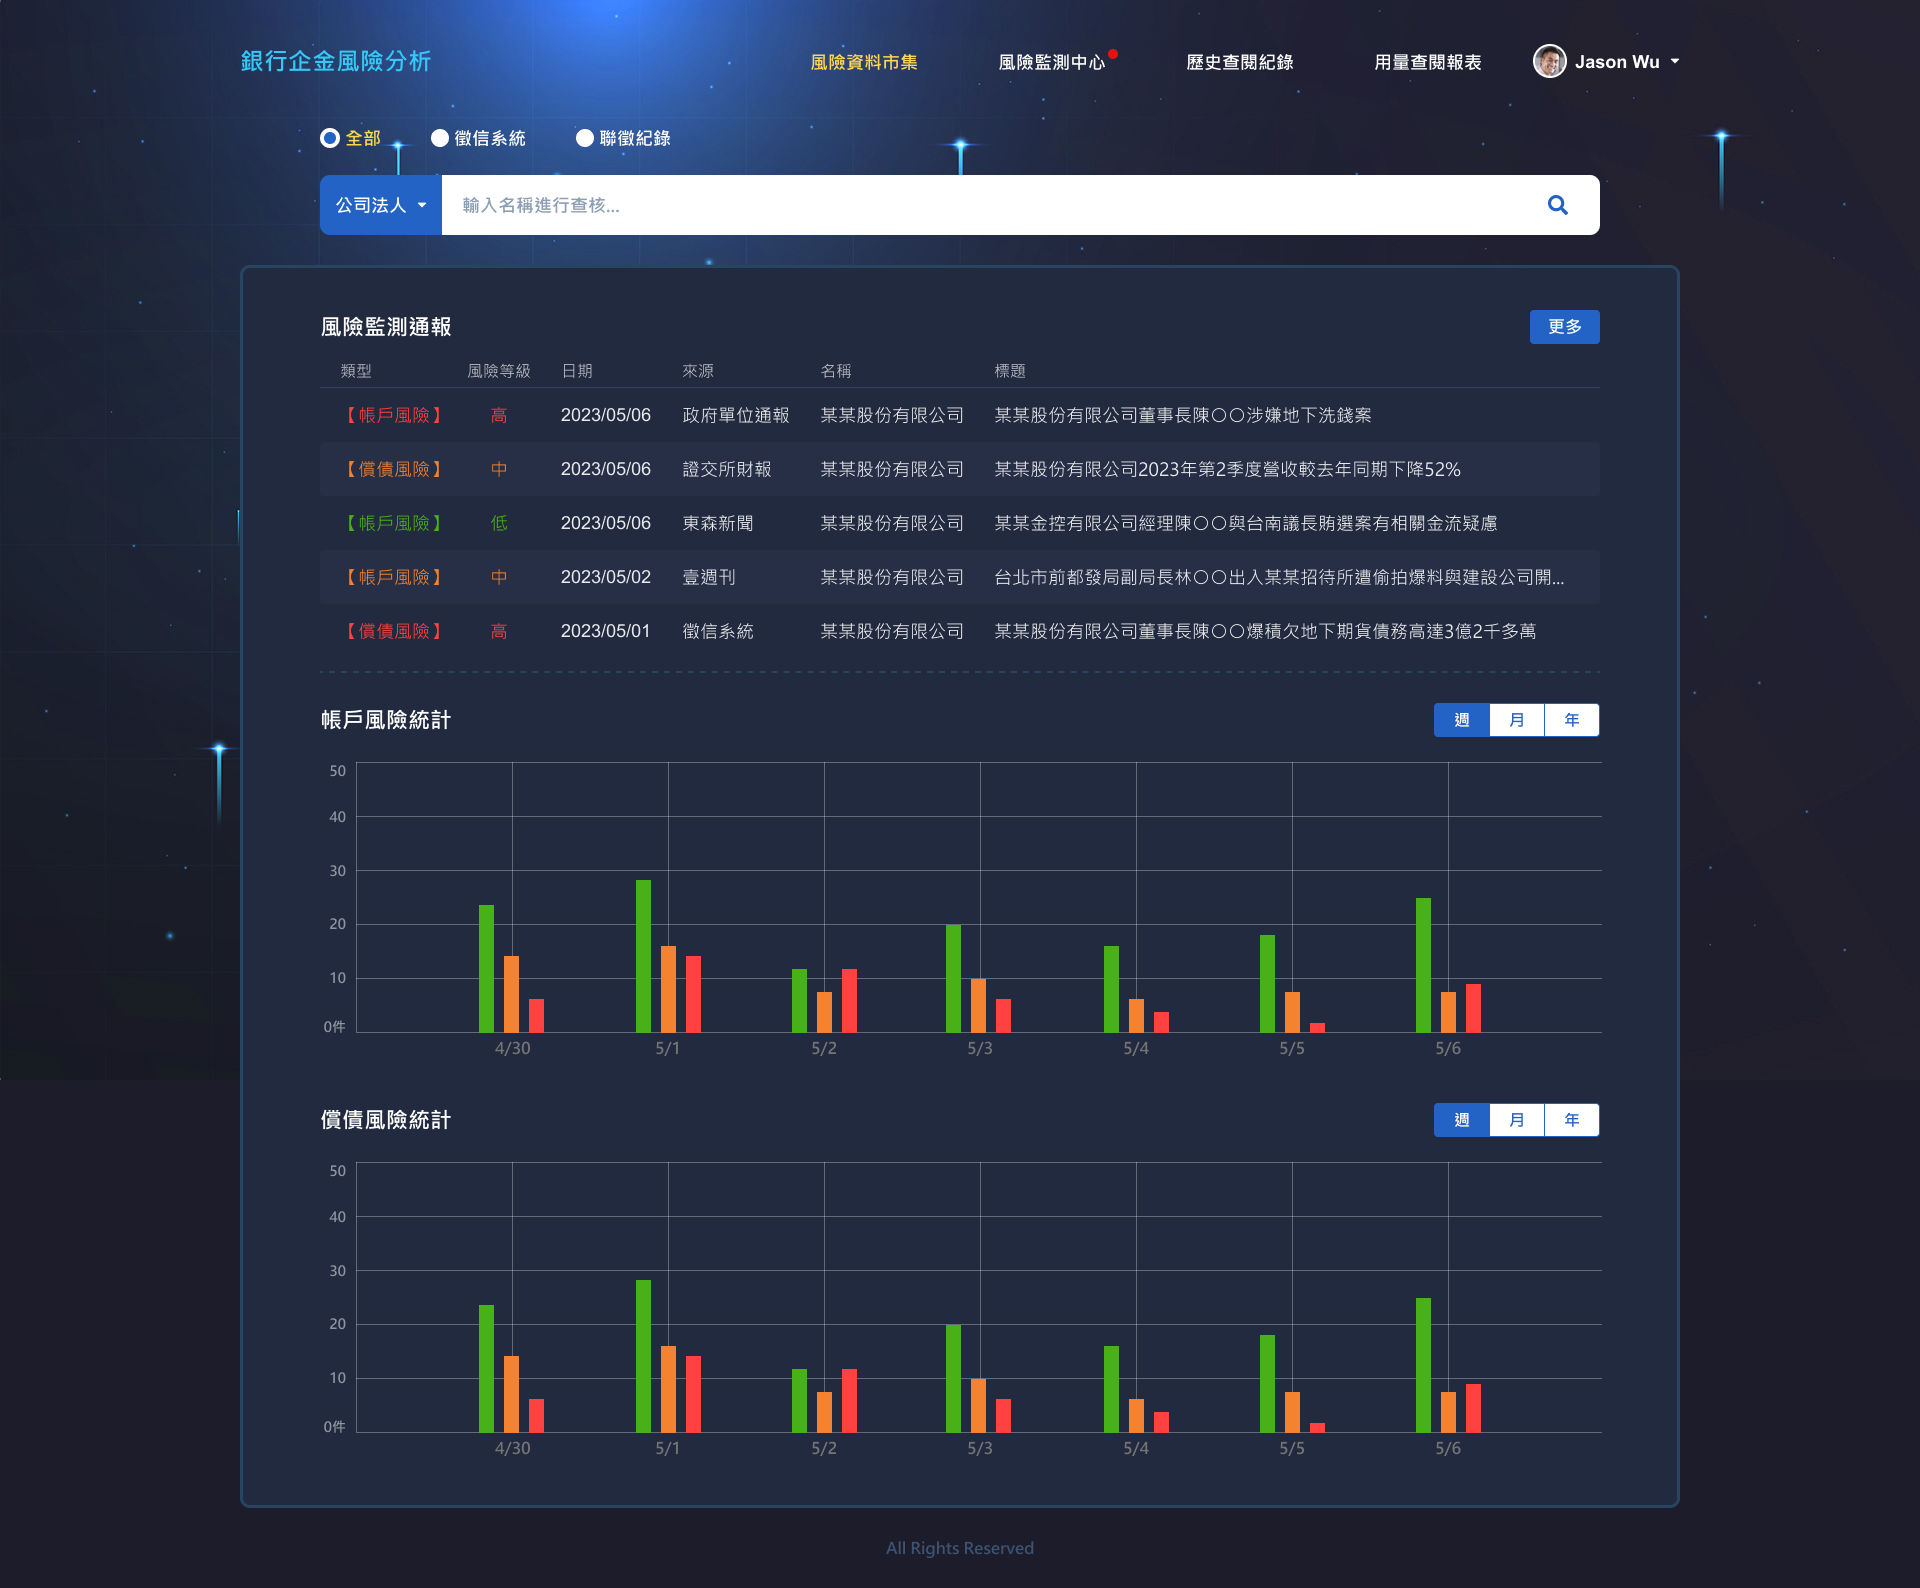 銀行企金風險分析
風險資料市集 風險監測中心 歷史查閱紀錄 用量查閱報表 Jason Wu
全部 徵信系統 聯徵紀錄
公司法人 輸入名稱進行查核...
風險監測通報 更多
類型 風險等級 日期 來源 名稱 標題
【帳戶風險】 高 2023/05/06 政府單位通報 某某股份有限公司 某某股份有限公司董事長陳〇〇涉嫌地下洗錢案
【償債風險】 中 2023/05/06 證交所財報 某某股份有限公司 某某股份有限公司2023年第2季度營收較去年同期下降52%
【帳戶風險】 低 2023/05/06 東森新聞 某某股份有限公司 某某金控有限公司經理陳〇〇與台南議長賄選案有相關金流疑慮
【帳戶風險】 中 2023/05/02 壹週刊 某某股份有限公司 台北市前都發局副局長林〇〇出入某某招待所遭偷拍爆料與建設公司開...
【償債風險】 高 2023/05/01 徵信系統 某某股份有限公司 某某股份有限公司董事長陳〇〇爆積欠地下期貨債務高達3億2千多萬
帳戶風險統計 週 月 年
50
40
30
20
10
0件
4/30 5/1 5/2 5/3 5/4 5/5 5/6
償債風險統計 週 月 年
50
40
30
20
10
0件
4/30 5/1 5/2 5/3 5/4 5/5 5/6
All Rights Reserved